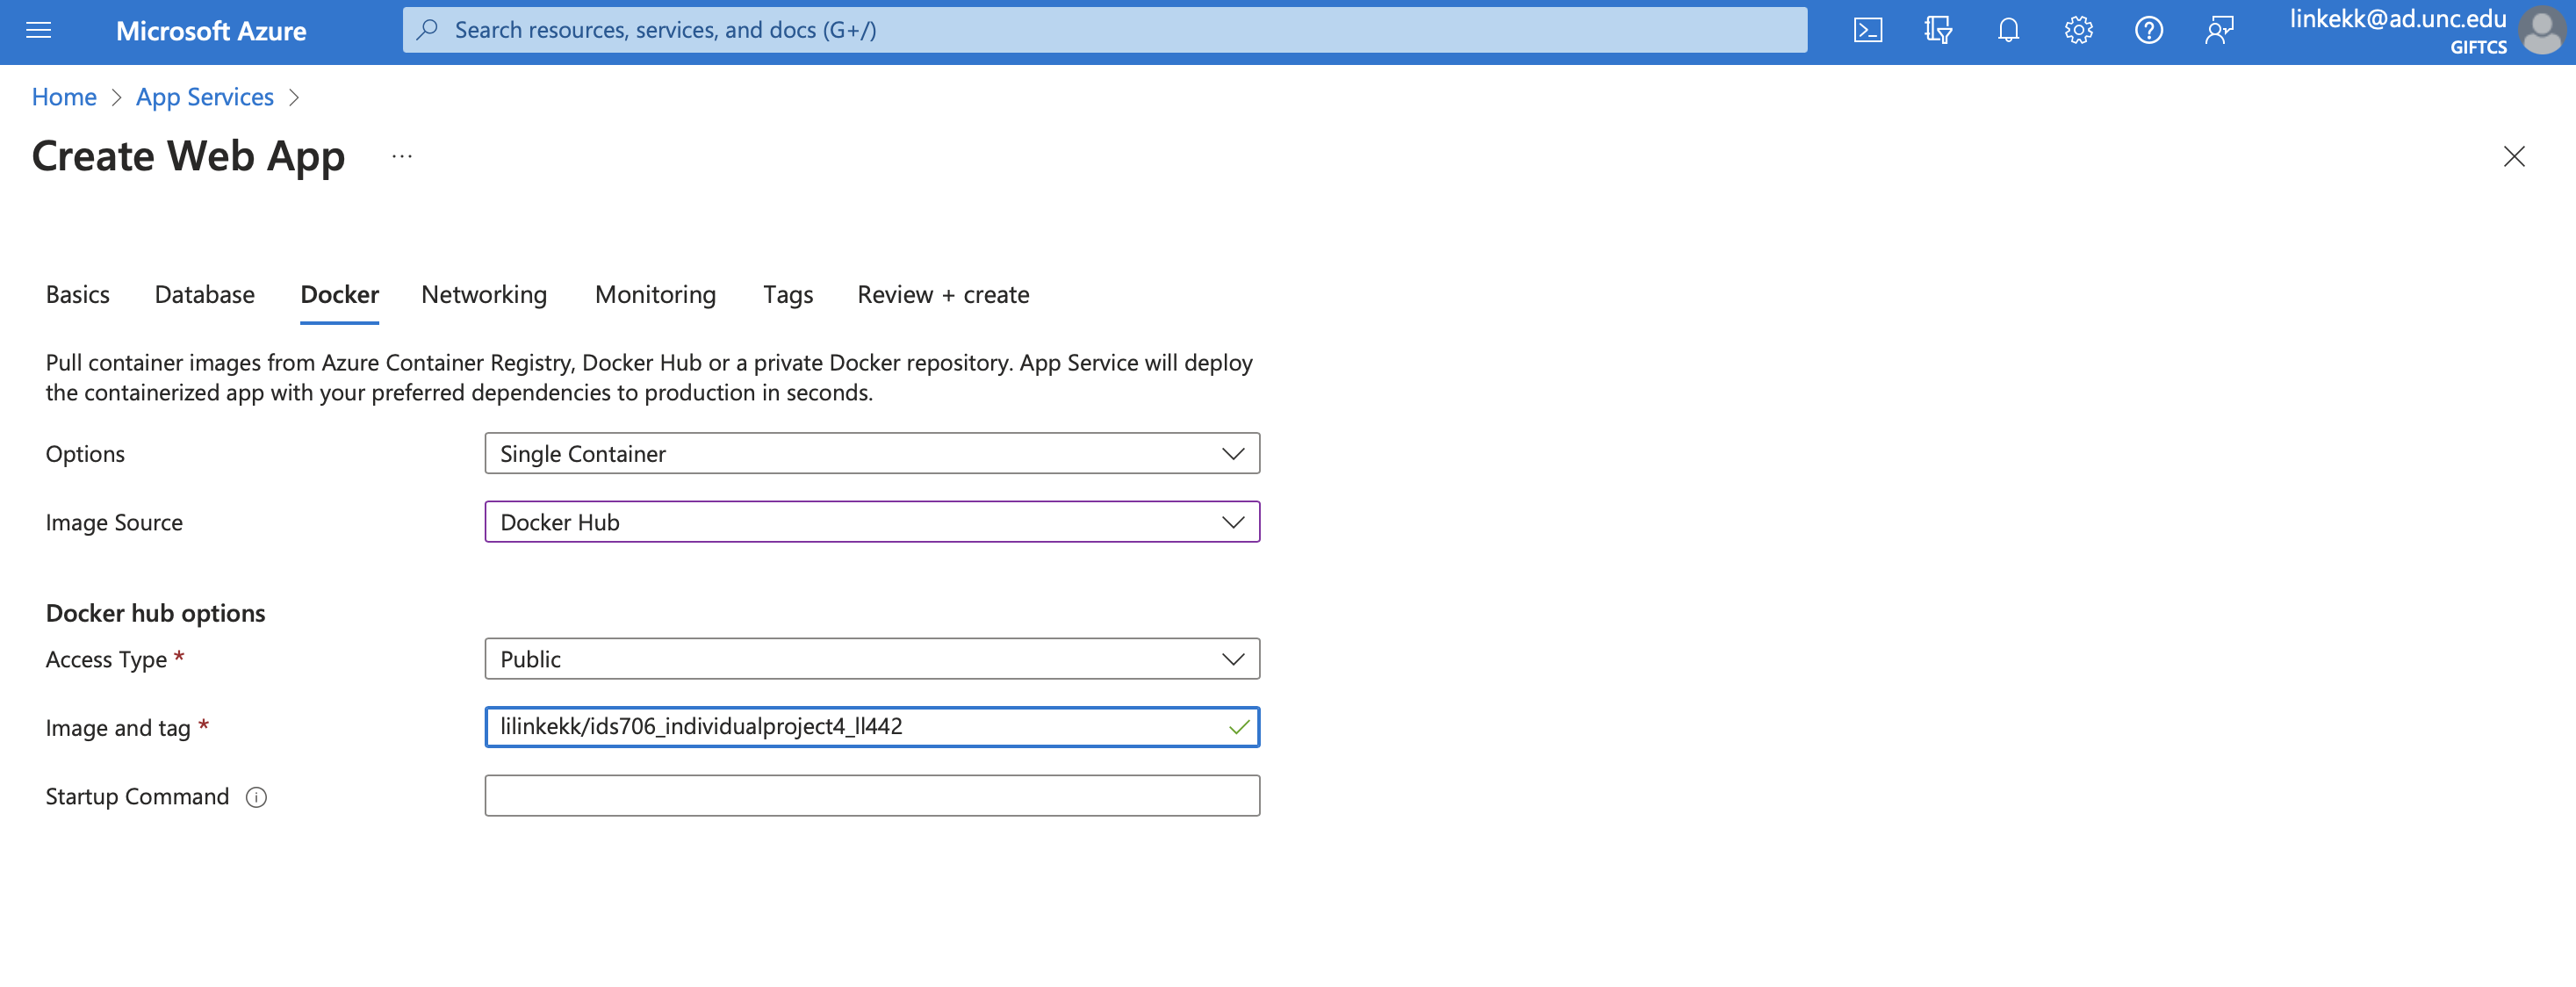 Microsoft Azure
Search resources, services, and docs (G+/)
linkekk@ad.unc.edu
GIFTCS
Home > App Services >
Create Web App ...
Basics Database Docker Networking Monitoring Tags Review + create
Pull container images from Azure Container Registry, Docker Hub or a private Docker repository. App Service will deploy
the containerized app with your preferred dependencies to production in seconds.
Options Single Container
Image Source Docker Hub
Docker hub options
Access Type * Public
Image and tag * lilinkekk/ids706_individualproject4_ll442
Startup Command